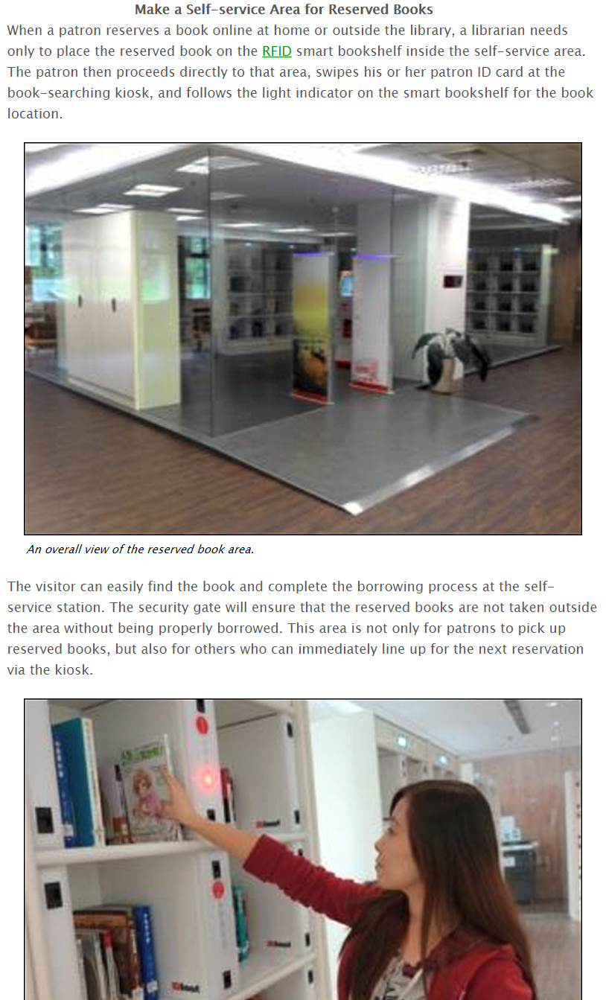 Make a Self-service Area for Reserved Books
When a patron reserves a book online at home or outside the library, a librarian needs
only to place the reserved book on the RFID smart bookshelf inside the self-service area.
The patron then proceeds directly to that area, swipes his or her patron ID card at the
book-searching kiosk, and follows the light indicator on the smart bookshelf for the book
location.
An overall view of the reserved book area.
The visitor can easily find the book and complete the borrowing process at the self-
service station. The security gate will ensure that the reserved books are not taken outside
the area without being properly borrowed. This area is not only for patrons to pick up
reserved books, but also for others who can immediately line up for the next reservation
via the kiosk.